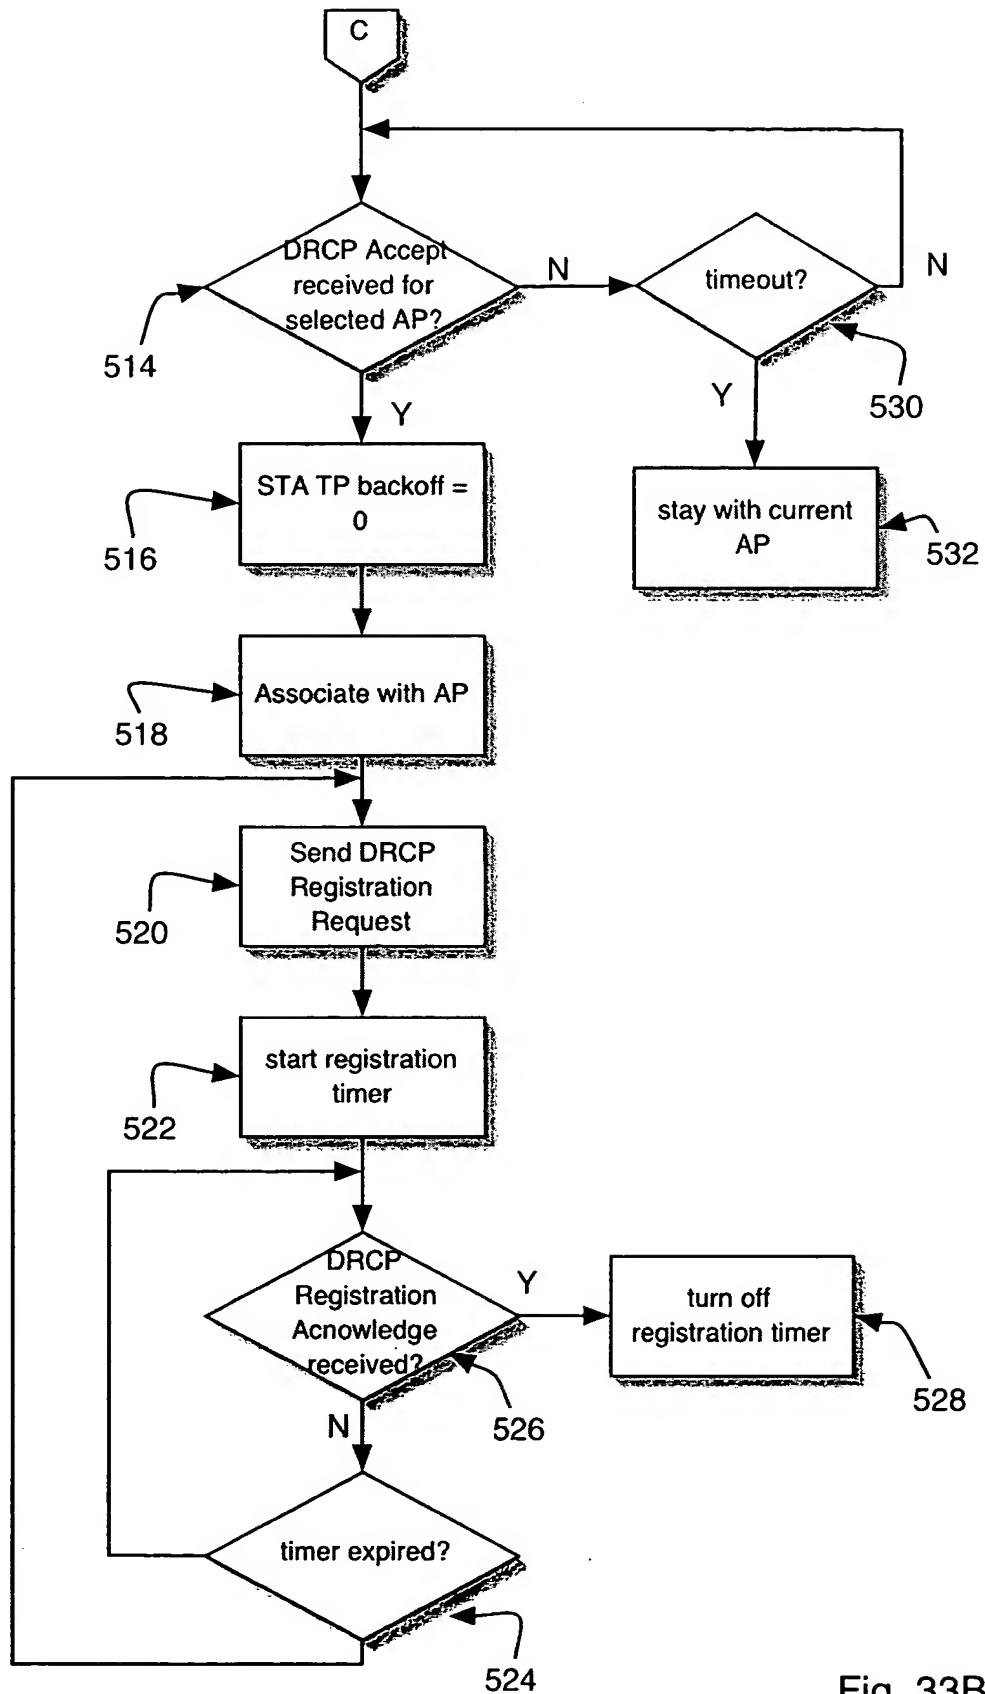 C
DRCP Accept
received for
selected AP?
N
timeout?
N
514
530
Y
Y
STA TP backoff =
0
516
stay with current
AP
532
Associate with AP
518
Send DRCP
Registration
Request
520
start registration
timer
522
DRCP
Registration
Acnowledge
received?
Y
turn off
registration timer
526
528
N
timer expired?
524
Fig. 33B